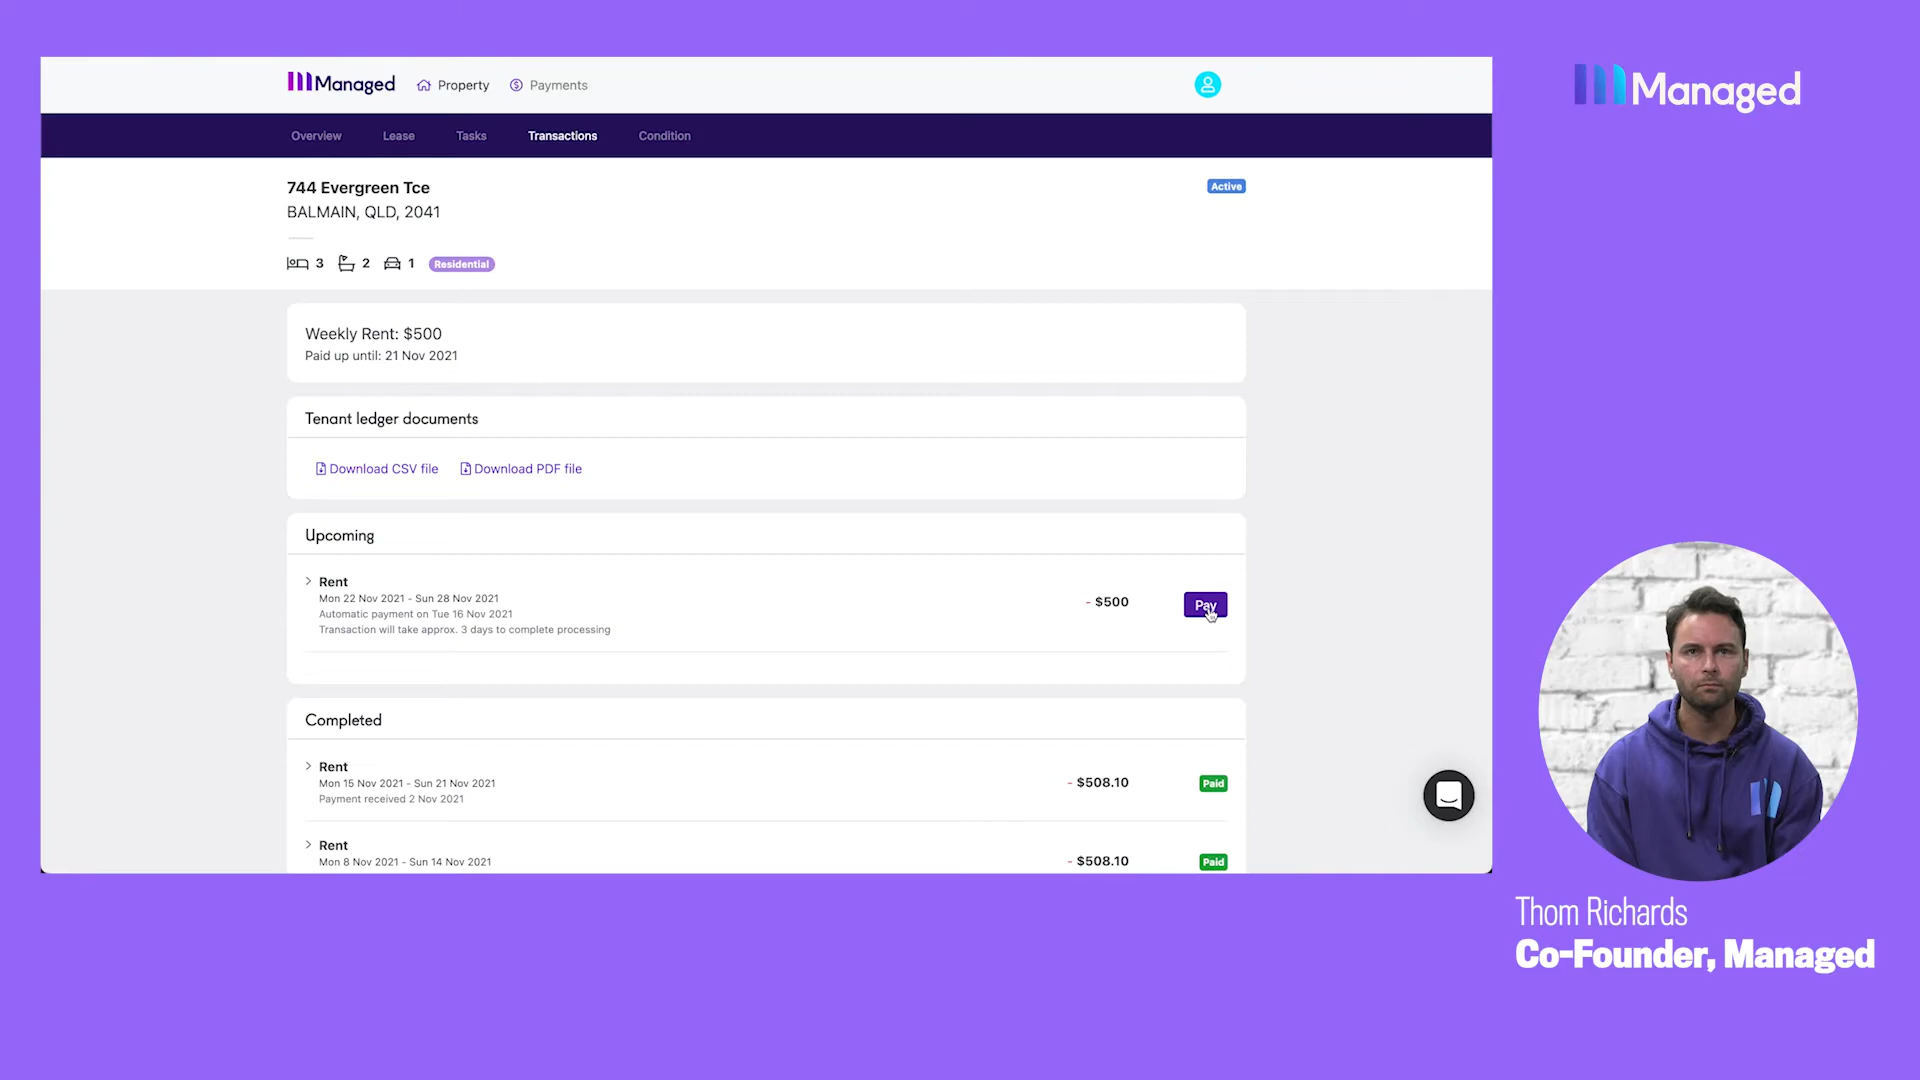 Managed
Property
Payments
Managed
Overview
Lease
Tasks
Transactions
Condition
744 Evergreen Tce
Active
BALMAIN, QLD, 2041
3
2
1
Residential
Weekly Rent: $500
Paid up until: 21 Nov 2021
Tenant ledger documents
Download CSV file
Download PDF file
Upcoming
Rent
Mon 22 Nov 2021 - Sun 28 Nov 2021
Automatic payment on Tue 16 Nov 2021
Transaction will take approx. 3 days to complete processing
- $500
Pay
Completed
Rent
Mon 15 Nov 2021 - Sun 21 Nov 2021
Payment received 2 Nov 2021
- $508.10
Paid
Rent
Mon 8 Nov 2021 - Sun 14 Nov 2021
- $508.10
Paid
Thom Richards
Co-Founder, Managed